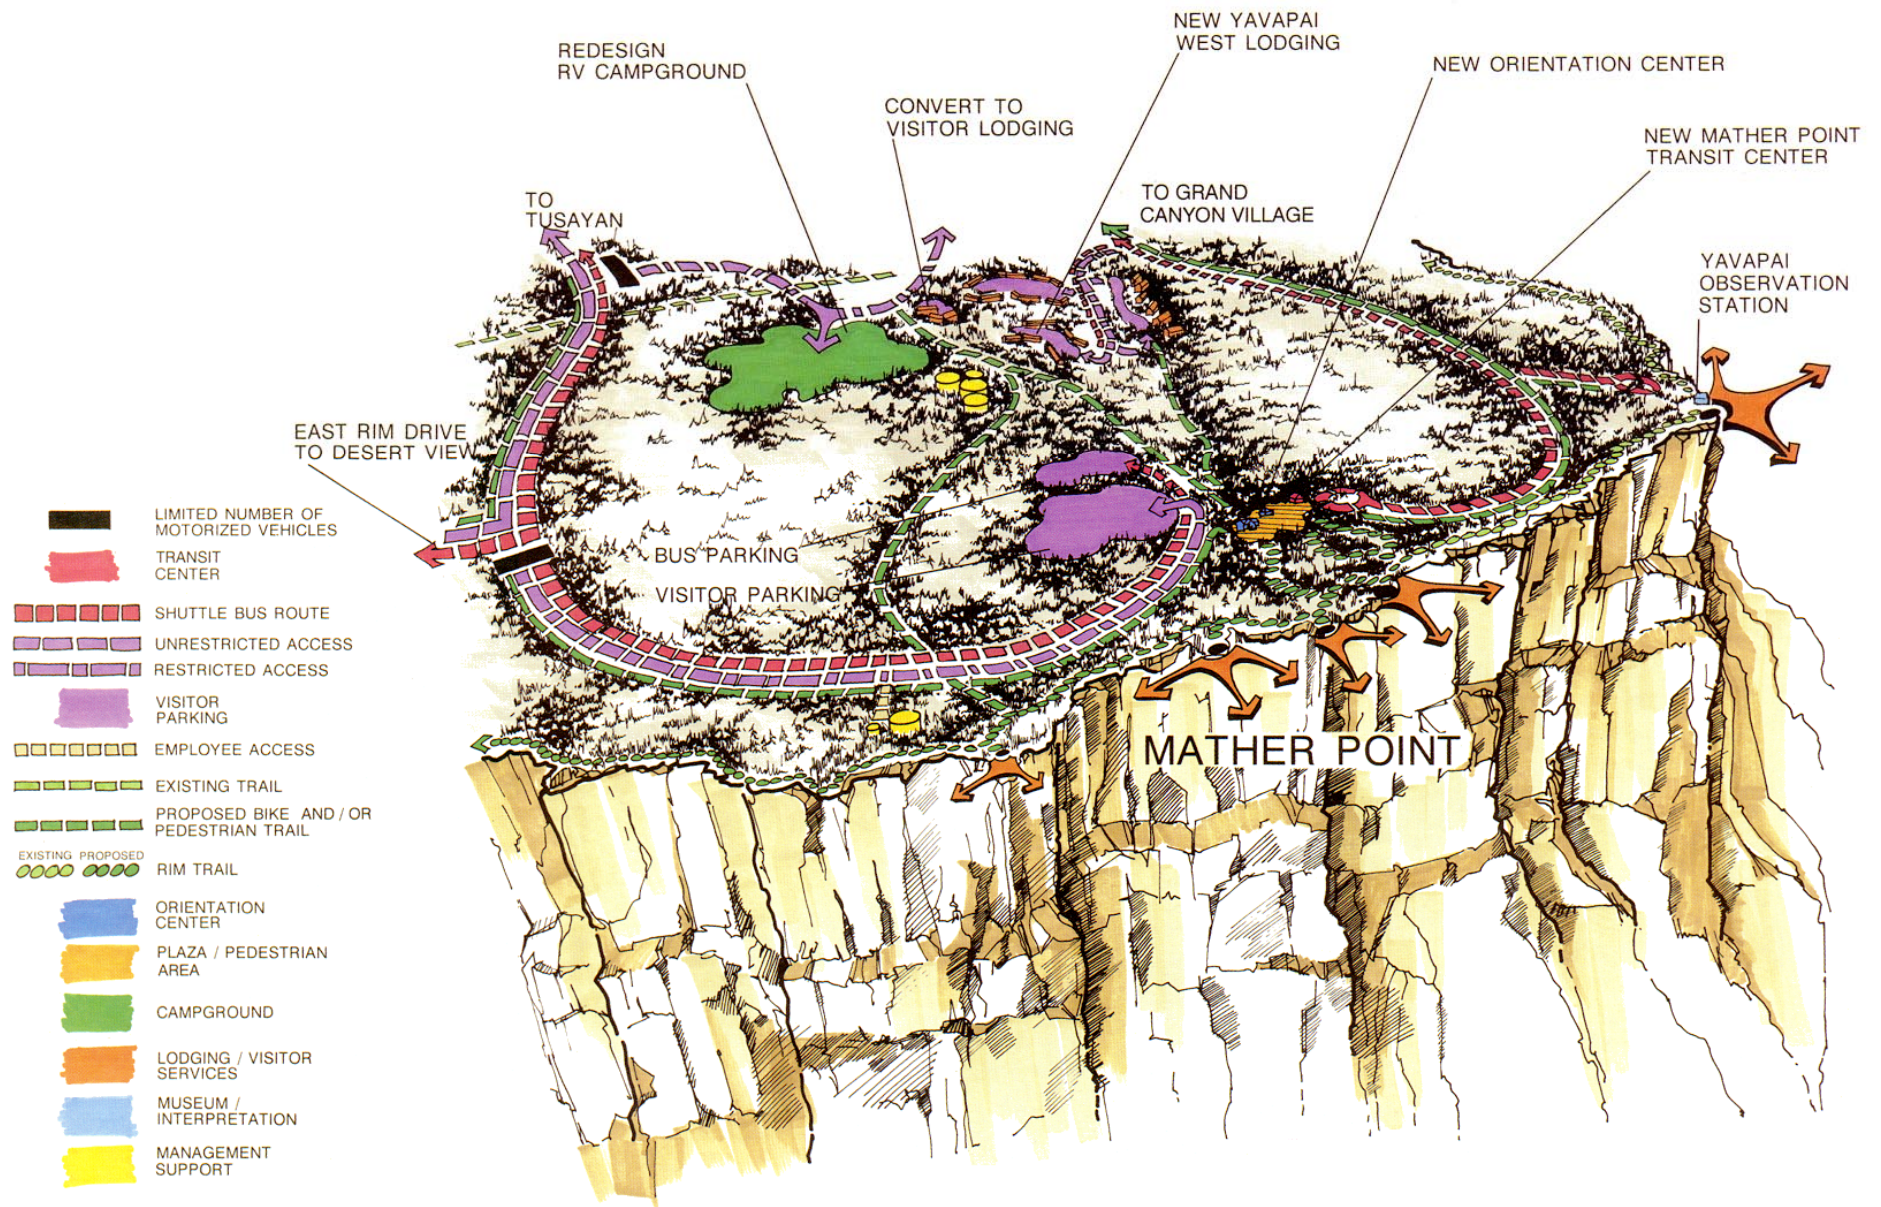 NEW YAVAPAI
WEST LODGING
REDESIGN
RV CAMPGROUND
NEW ORIENTATION CENTER
CONVERT TO
VISITOR LODGING
NEW MATHER POINT
TRANSIT CENTER
TO
TUSAYAN
TO GRAND
CANYON VILLAGE
YAVAPAI
OBSERVATION
STATION
EAST RIM DRIVE
TO DESERT VIEW
BUS PARKING
VISITOR PARKING
MATHER POINT
LIMITED NUMBER OF
MOTORIZED VEHICLES
TRANSIT
CENTER
SHUTTLE BUS ROUTE
UNRESTRICTED ACCESS
RESTRICTED ACCESS
VISITOR
PARKING
EMPLOYEE ACCESS
EXISTING TRAIL
PROPOSED BIKE AND / OR
PEDESTRIAN TRAIL
EXISTING PROPOSED
RIM TRAIL
ORIENTATION
CENTER
PLAZA / PEDESTRIAN
AREA
CAMPGROUND
LODGING / VISITOR
SERVICES
MUSEUM /
INTERPRETATION
MANAGEMENT
SUPPORT